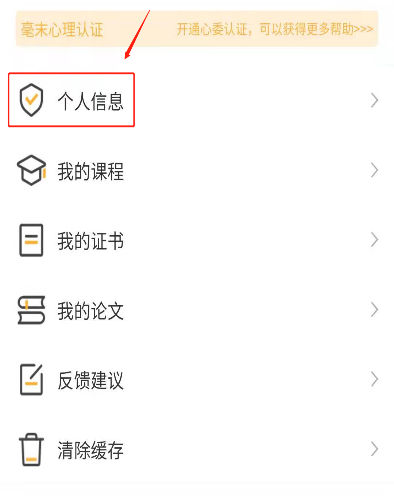 毫末心理认证 开通心委认证，可以获得更多帮助>>>
个人信息
我的课程
我的证书
我的论文
反馈建议
清除缓存